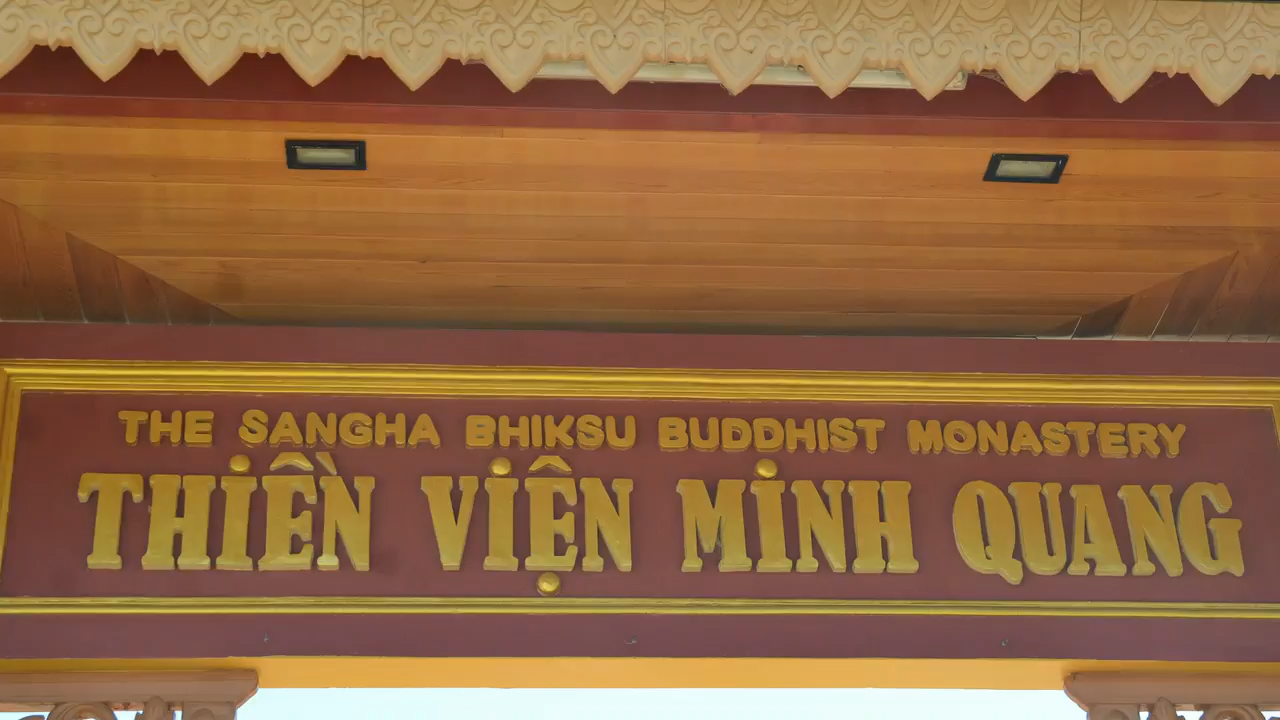 THE SANGHA BHIKSU BUDDHIST MONASTERY
THIỀN VIỆN MINH QUANG